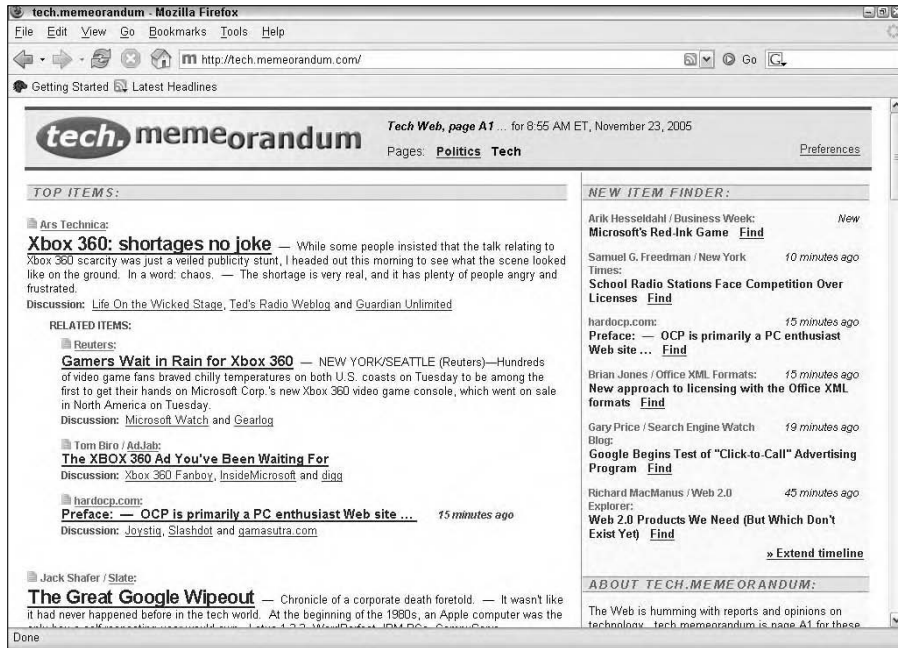 tech.memeorandum - Mozilla Firefox
File Edit View Go Bookmarks Tools Help
m http://tech.memeorandum.com/
Go
G
Getting Started Latest Headlines
tech.memeorandum
Tech Web, page A1 ... for 8:55 AM ET, November 23, 2005
Pages: Politics Tech
Preferences
TOP ITEMS:
Ars Technica:
Xbox 360: shortages no joke — While some people insisted that the talk relating to
Xbox 360 scarcity was just a veiled publicity stunt, I headed out this morning to see what the scene looked
like on the ground. In a word: chaos. — The shortage is very real, and it has plenty of people angry and
frustrated.
Discussion: Life On the Wicked Stage, Ted's Radio Weblog and Guardian Unlimited
RELATED ITEMS:
Reuters:
Gamers Wait in Rain for Xbox 360 — NEW YORK/SEATTLE (Reuters)—Hundreds
of video game fans braved chilly temperatures on both U.S. coasts on Tuesday to be among the
first to get their hands on Microsoft Corp.'s new Xbox 360 video game console, which went on sale
in North America on Tuesday.
Discussion: Microsoft Watch and Gearlog
Tom Biro / AdJab:
The XBOX 360 Ad You've Been Waiting For
Discussion: Xbox 360 Fanboy, InsideMicrosoft and digg
hardocp.com:
Preface: — OCP is primarily a PC enthusiast Web site ... 15 minutes ago
Discussion: Joystiq, Slashdot and gamasutra.com
Jack Shafer / Slate:
The Great Google Wipeout — Chronicle of a corporate death foretold. — It wasn't like
it had never happened before in the tech world. At the beginning of the 1980s, an Apple computer was the
NEW ITEM FINDER:
Arik Hesseldahl / Business Week: New
Microsoft's Red-Ink Game Find
Samuel G. Freedman / New York 10 minutes ago
Times:
School Radio Stations Face Competition Over
Licenses Find
hardocp.com: 15 minutes ago
Preface: — OCP is primarily a PC enthusiast
Web site ... Find
Brian Jones / Office XML Formats: 15 minutes ago
New approach to licensing with the Office XML
formats Find
Gary Price / Search Engine Watch 19 minutes ago
Blog:
Google Begins Test of "Click-to-Call" Advertising
Program Find
Richard MacManus / Web 2.0 45 minutes ago
Explorer:
Web 2.0 Products We Need (But Which Don't
Exist Yet) Find
» Extend timeline
ABOUT TECH.MEMEORANDUM:
The Web is humming with reports and opinions on
technology. tech.memeorandum is page A1 for these
Done